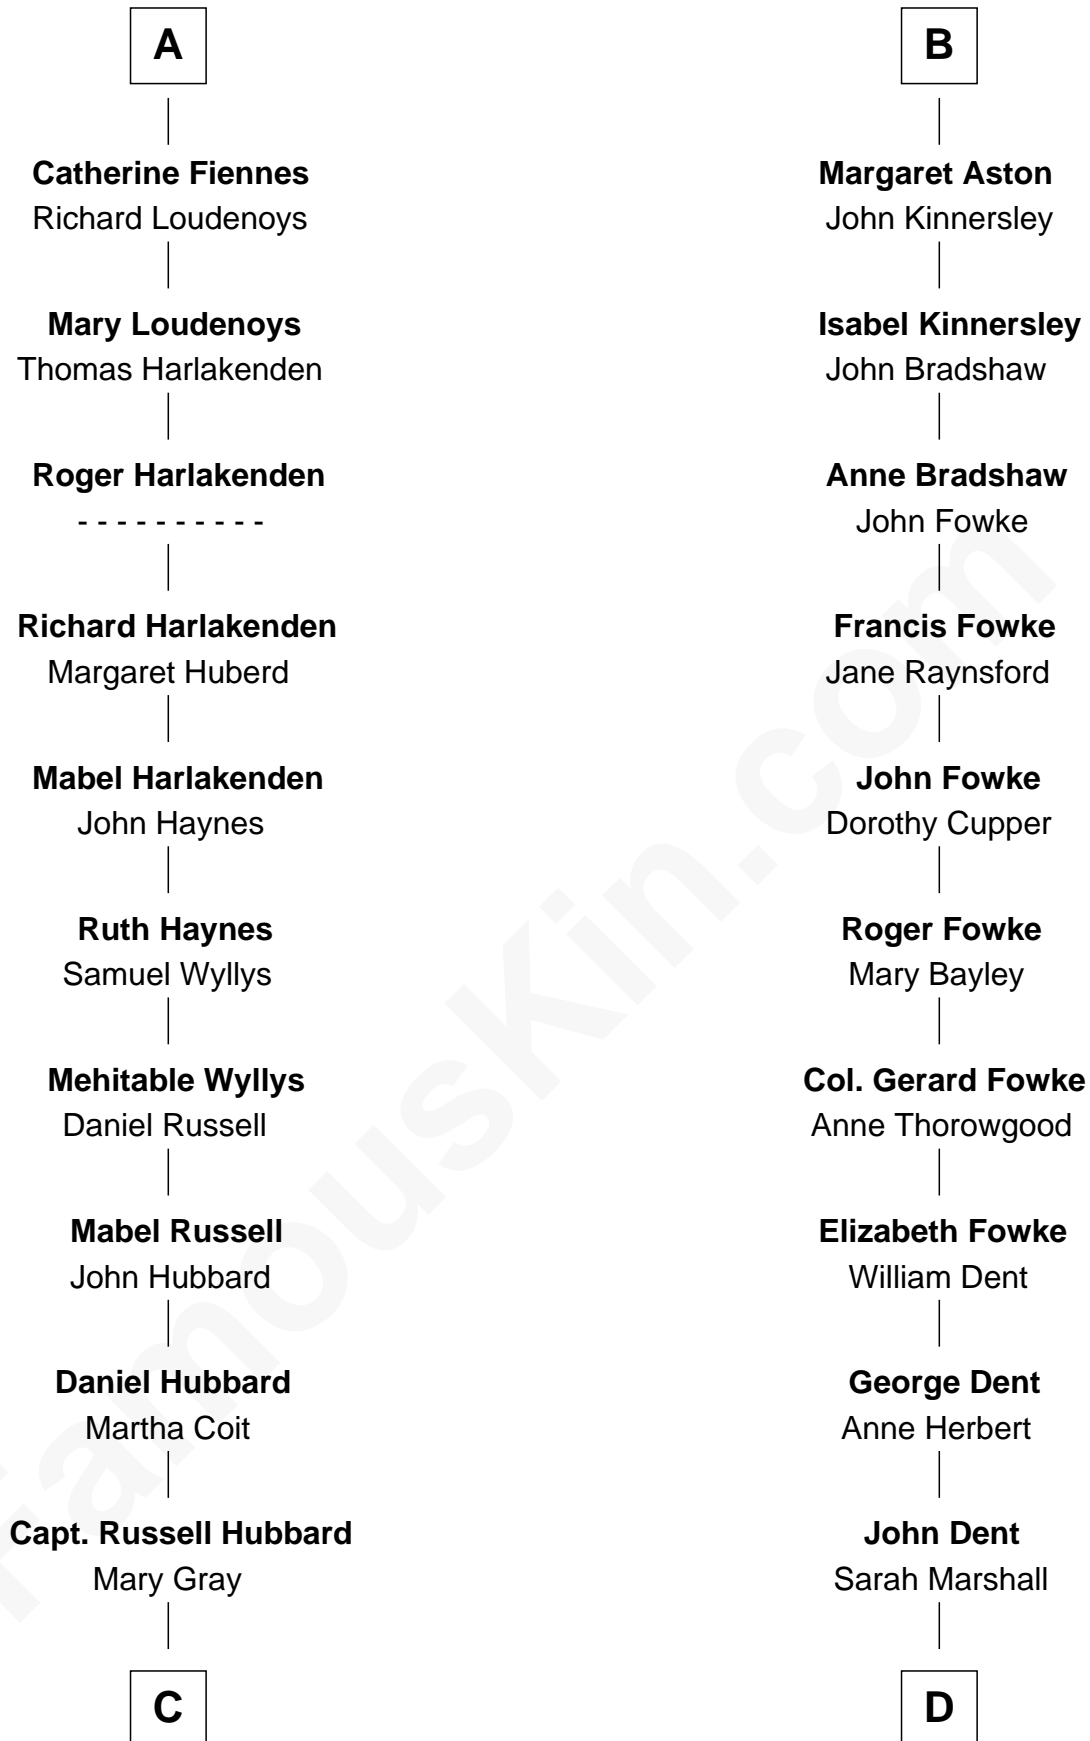 A
Catherine Fiennes
Richard Loudenoys
Mary Loudenoys
Thomas Harlakenden
Roger Harlakenden
- - - - - - - - - -
Richard Harlakenden
Margaret Huberd
Mabel Harlakenden
John Haynes
Ruth Haynes
Samuel Wyllys
Mehitable Wyllys
Daniel Russell
Mabel Russell
John Hubbard
Daniel Hubbard
Martha Coit
Capt. Russell Hubbard
Mary Gray
C
B
Margaret Aston
John Kinnersley
Isabel Kinnersley
John Bradshaw
Anne Bradshaw
John Fowke
Francis Fowke
Jane Raynsford
John Fowke
Dorothy Cupper
Roger Fowke
Mary Bayley
Col. Gerard Fowke
Anne Thorowgood
Elizabeth Fowke
William Dent
George Dent
Anne Herbert
John Dent
Sarah Marshall
D
FamousKin.com